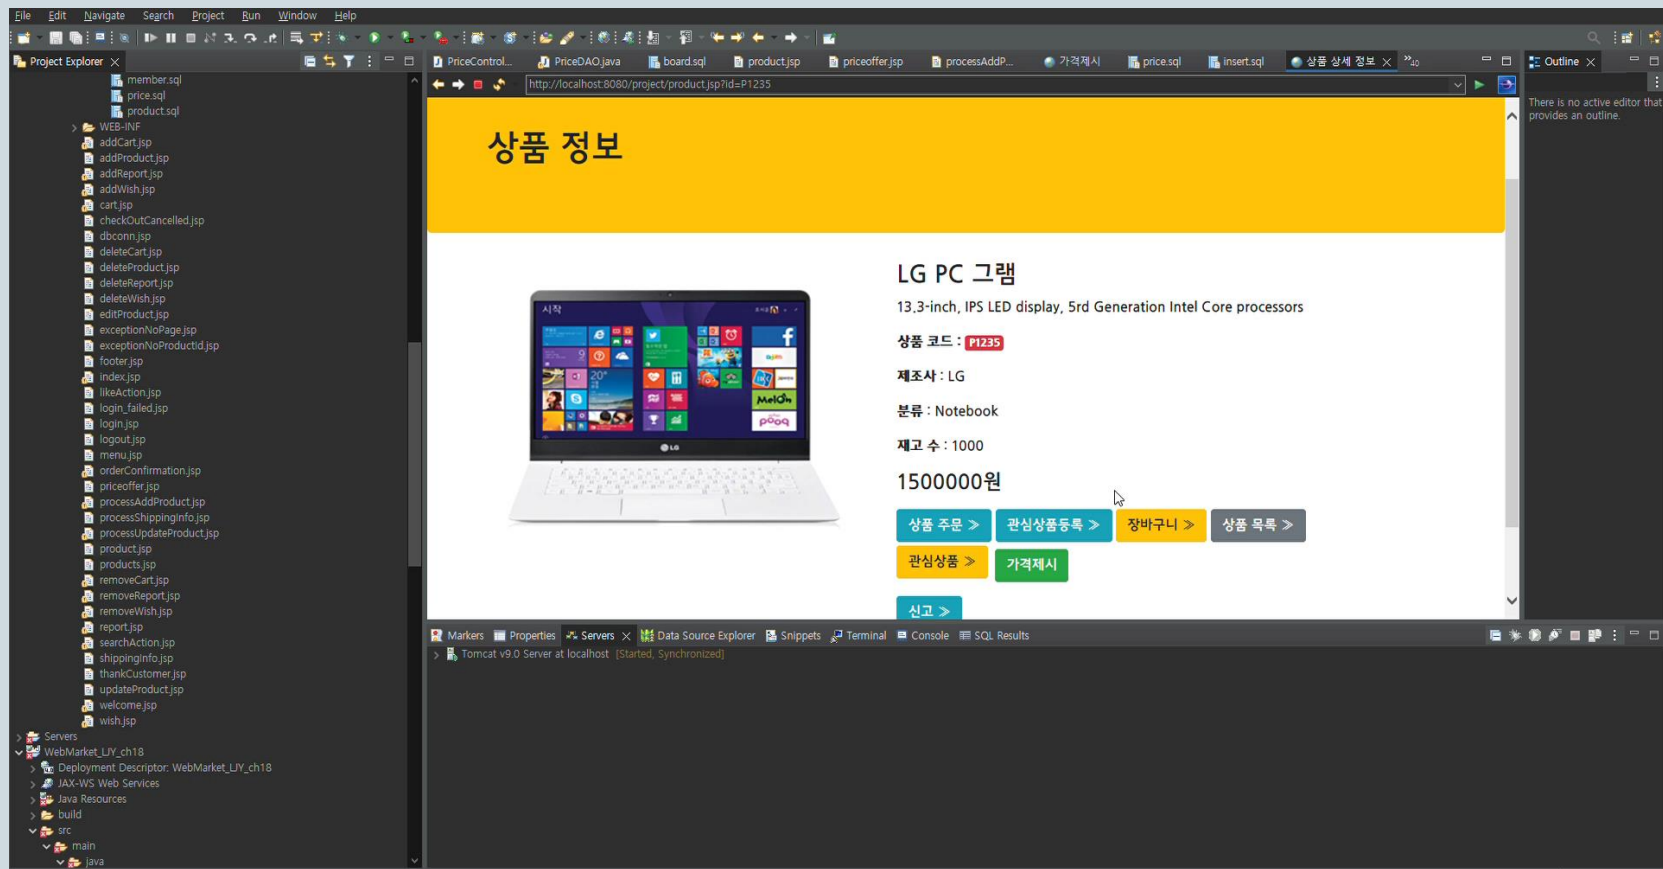 File Edit Navigate Search Project Run Window Help
Project Explorer
PriceControl... PriceDAO.java board.sql product.jsp priceoffer.jsp processAddP... 가격제시 price.sql insert.sql 상품 상세 정보 »40
Outline
http://localhost:8080/project/product.jsp?id=P1235
There is no active editor that
provides an outline.
member.sql
price.sql
product.sql
WEB-INF
addCart.jsp
addProduct.jsp
addReport.jsp
addWish.jsp
cart.jsp
checkOutCancelled.jsp
dbconn.jsp
deleteCart.jsp
deleteProduct.jsp
deleteReport.jsp
deleteWish.jsp
editProduct.jsp
exceptionNoPage.jsp
exceptionNoProductId.jsp
footer.jsp
index.jsp
likeAction.jsp
login_failed.jsp
login.jsp
logout.jsp
menu.jsp
orderConfirmation.jsp
priceoffer.jsp
processAddProduct.jsp
processShippingInfo.jsp
processUpdateProduct.jsp
product.jsp
products.jsp
removeCart.jsp
removeReport.jsp
removeWish.jsp
report.jsp
searchAction.jsp
shippingInfo.jsp
thankCustomer.jsp
updateProduct.jsp
welcome.jsp
wish.jsp
Servers
WebMarket_LJY_ch18
Deployment Descriptor: WebMarket_LJY_ch18
JAX-WS Web Services
Java Resources
build
src
main
java
상품 정보
시작
20°
MelOn
pooq
LG
LG PC 그램
13,3-inch, IPS LED display, 5rd Generation Intel Core processors
상품 코드 : P1235
제조사 : LG
분류 : Notebook
재고 수 : 1000
1500000원
상품 주문 » 관심상품등록 » 장바구니 » 상품 목록 »
관심상품 » 가격제시
신고 »
Markers Properties Servers Data Source Explorer Snippets Terminal Console SQL Results
Tomcat v9.0 Server at localhost [Started, Synchronized]